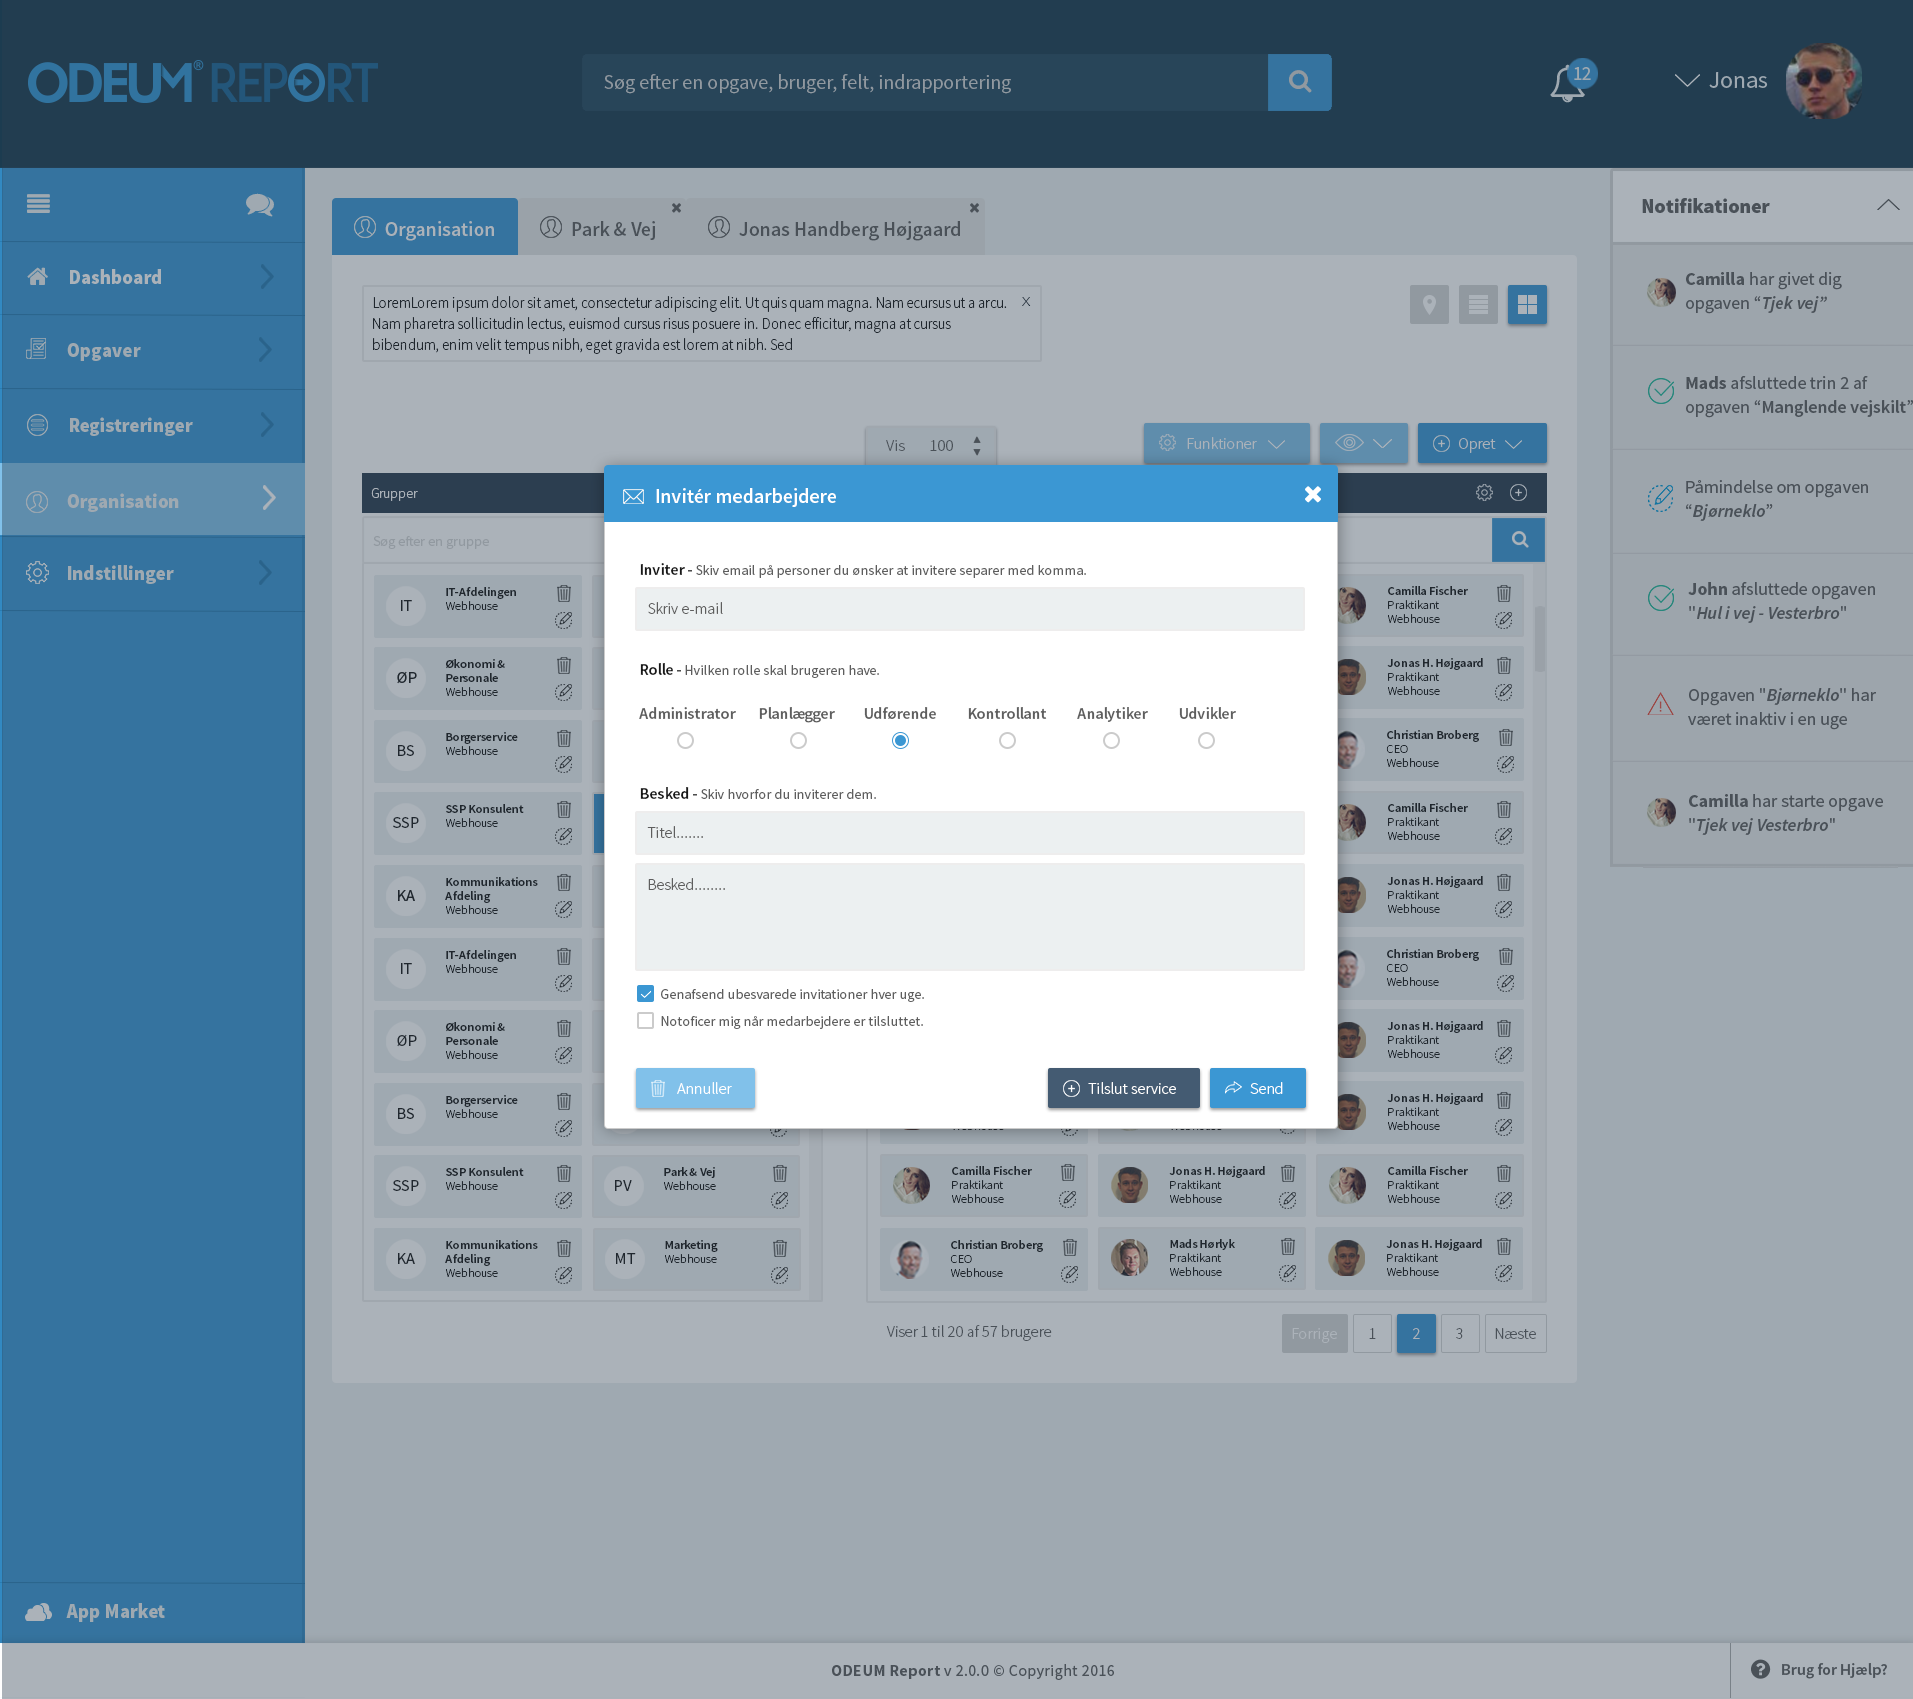 ODEUM® REPORT
Søg efter en opgave, bruger, felt, indrapportering
12
Jonas
Dashboard
Opgaver
Registreringer
Organisation
Indstillinger
App Market
Organisation
Park & Vej
Jonas Handberg Højgaard
LoremLorem ipsum dolor sit amet, consectetur adipiscing elit. Ut quis quam magna. Nam ecursus ut a arcu.
X
Nam pharetra sollicitudin lectus, euismod cursus risus posuere in. Donec efficitur, magna at cursus
bibendum, enim velit tempus nibh, eget gravida est lorem at nibh. Sed
Vis 100
Funktioner
Opret
Grupper
Søg efter en gruppe
IT
IT-Afdelingen
Webhouse
ØP
Økonomi &
Personale
Webhouse
BS
Borgerservice
Webhouse
SSP
SSP Konsulent
Webhouse
KA
Kommunikations
Afdeling
Webhouse
IT
IT-Afdelingen
Webhouse
ØP
Økonomi &
Personale
Webhouse
BS
Borgerservice
Webhouse
SSP
SSP Konsulent
Webhouse
PV
Park & Vej
Webhouse
KA
Kommunikations
Afdeling
Webhouse
MT
Marketing
Webhouse
Invitér medarbejdere
Inviter - Skiv email på personer du ønsker at invitere separer med komma.
Skriv e-mail
Rolle - Hvilken rolle skal brugeren have.
Administrator Planlægger Udførende Kontrollant Analytiker Udvikler
Besked - Skiv hvorfor du inviterer dem.
Titel.......
Besked........
Genafsend ubesvarede invitationer hver uge.
Notoficer mig når medarbejdere er tilsluttet.
Annuller
Tilslut service
Send
Camilla Fischer
Praktikant
Webhouse
Jonas H. Højgaard
Praktikant
Webhouse
Christian Broberg
CEO
Webhouse
Camilla Fischer
Praktikant
Webhouse
Jonas H. Højgaard
Praktikant
Webhouse
Christian Broberg
CEO
Webhouse
Jonas H. Højgaard
Praktikant
Webhouse
Jonas H. Højgaard
Praktikant
Webhouse
Camilla Fischer
Praktikant
Webhouse
Jonas H. Højgaard
Praktikant
Webhouse
Camilla Fischer
Praktikant
Webhouse
Christian Broberg
CEO
Webhouse
Mads Hørlyk
Praktikant
Webhouse
Jonas H. Højgaard
Praktikant
Webhouse
Viser 1 til 20 af 57 brugere
Forrige 1 2 3 Næste
Notifikationer
Camilla har givet dig
opgaven “Tjek vej”
Mads afsluttede trin 2 af
opgaven “Manglende vejskilt”
Påmindelse om opgaven
“Bjørneklo”
John afsluttede opgaven
"Hul i vej - Vesterbro"
Opgaven "Bjørneklo" har
været inaktiv i en uge
Camilla har starte opgave
"Tjek vej Vesterbro"
ODEUM Report v 2.0.0 © Copyright 2016
Brug for Hjælp?